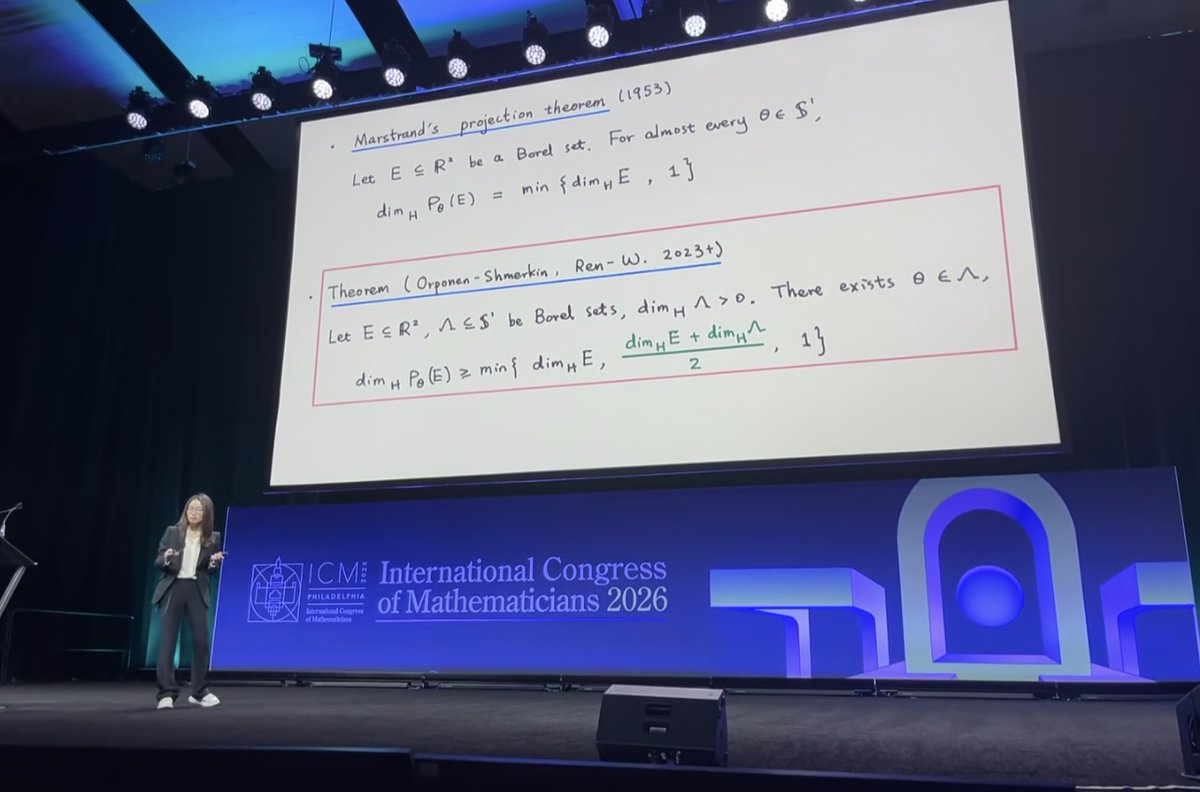 · Marstrand's projection theorem (1953)
Let E ⊆ ℝ² be a Borel set. For almost every θ ∈ 𝕊¹,
dim_H P_θ(E) = min {dim_H E , 1}
· Theorem (Orponen-Shmerkin, Ren-W. 2023+)
Let E ⊆ ℝ², Λ ⊆ 𝕊¹ be Borel sets, dim_H Λ > 0. There exists θ ∈ Λ,
dim_H P_θ(E) ≥ min{ dim_H E, (dim_H E + dim_H Λ)/2 , 1}
ICM 2026
PHILADELPHIA
International Congress
of Mathematicians
International Congress
of Mathematicians 2026